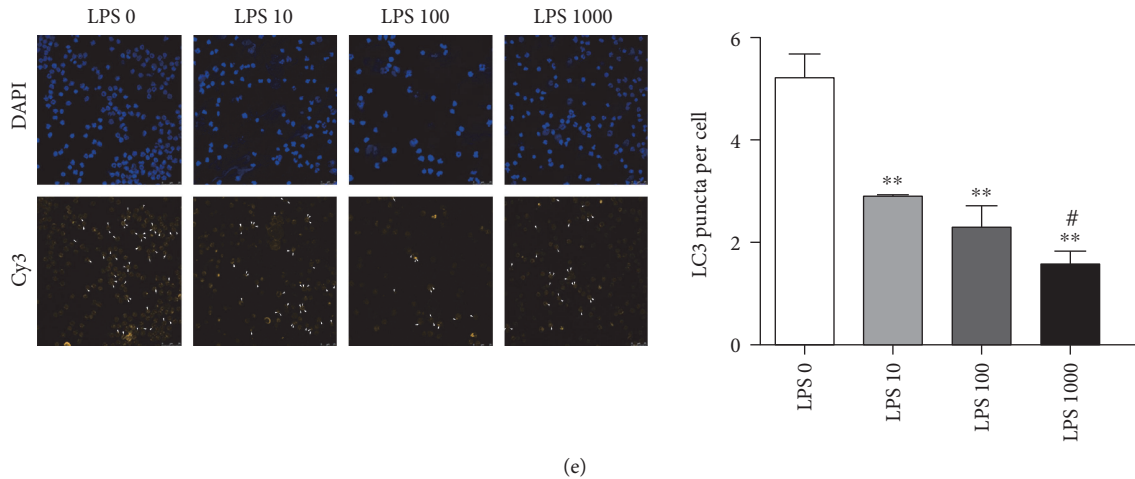 LPS 0 LPS 10 LPS 100 LPS 1000
DAPI
Cy3
LC3 puncta per cell
6
4
2
0
**
**
#
**
LPS 0
LPS 10
LPS 100
LPS 1000
(e)